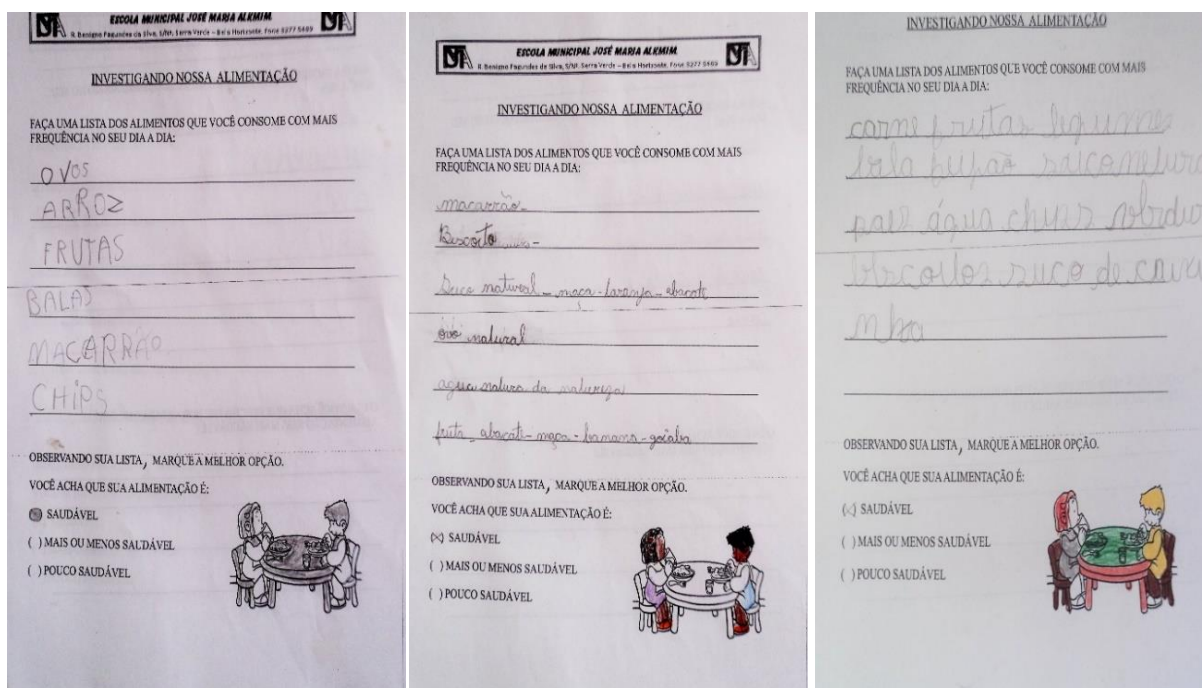 ESCOLA MUNICIPAL JOSÉ MARIA ALKMIM
INVESTIGANDO NOSSA ALIMENTAÇÃO
FAÇA UMA LISTA DOS ALIMENTOS QUE VOCÊ CONSOME COM MAIS
FREQUÊNCIA NO SEU DIA A DIA:
OVOS
ARROZ
FRUTAS
BALAS
MACARRÃO
CHIPS
OBSERVANDO SUA LISTA, MARQUE A MELHOR OPÇÃO.
VOCÊ ACHA QUE SUA ALIMENTAÇÃO É:
SAUDÁVEL
( ) MAIS OU MENOS SAUDÁVEL
( ) POUCO SAUDÁVEL
ESCOLA MUNICIPAL JOSÉ MARIA ALKMIM
INVESTIGANDO NOSSA ALIMENTAÇÃO
FAÇA UMA LISTA DOS ALIMENTOS QUE VOCÊ CONSOME COM MAIS
FREQUÊNCIA NO SEU DIA A DIA:
macarrão-
Biscoito
Suco natural - maça - laranja - abacate
ovo natural
agua da natureza
fruta - abacati - maça - banana - goiaba
OBSERVANDO SUA LISTA, MARQUE A MELHOR OPÇÃO.
VOCÊ ACHA QUE SUA ALIMENTAÇÃO É:
(X) SAUDÁVEL
( ) MAIS OU MENOS SAUDÁVEL
( ) POUCO SAUDÁVEL
INVESTIGANDO NOSSA ALIMENTAÇÃO
FAÇA UMA LISTA DOS ALIMENTOS QUE VOCÊ CONSOME COM MAIS
FREQUÊNCIA NO SEU DIA A DIA:
carne frutas legumes
bala
água chips
biscoitos suco de caixi
nha
OBSERVANDO SUA LISTA, MARQUE A MELHOR OPÇÃO.
VOCÊ ACHA QUE SUA ALIMENTAÇÃO É:
(X) SAUDÁVEL
( ) MAIS OU MENOS SAUDÁVEL
( ) POUCO SAUDÁVEL